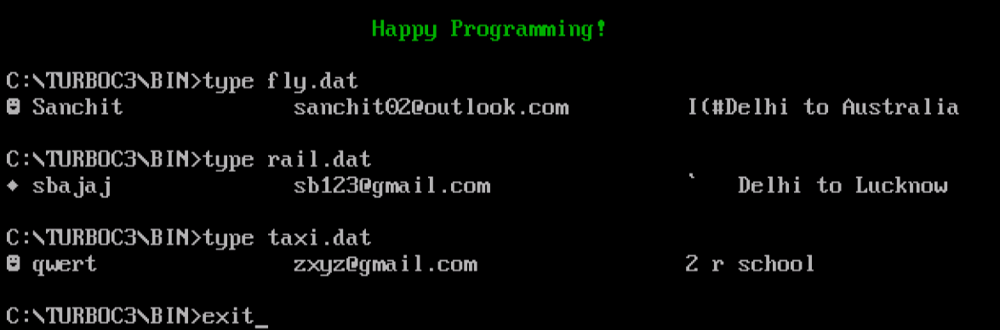 Happy Programming!
C:\TURBOC3\BIN>type fly.dat
☻ Sanchit sanchit02@outlook.com I(#Delhi to Australia
C:\TURBOC3\BIN>type rail.dat
♦ sbajaj sb123@gmail.com ` Delhi to Lucknow
C:\TURBOC3\BIN>type taxi.dat
☻ qwert zxyz@gmail.com 2 r school
C:\TURBOC3\BIN>exit_